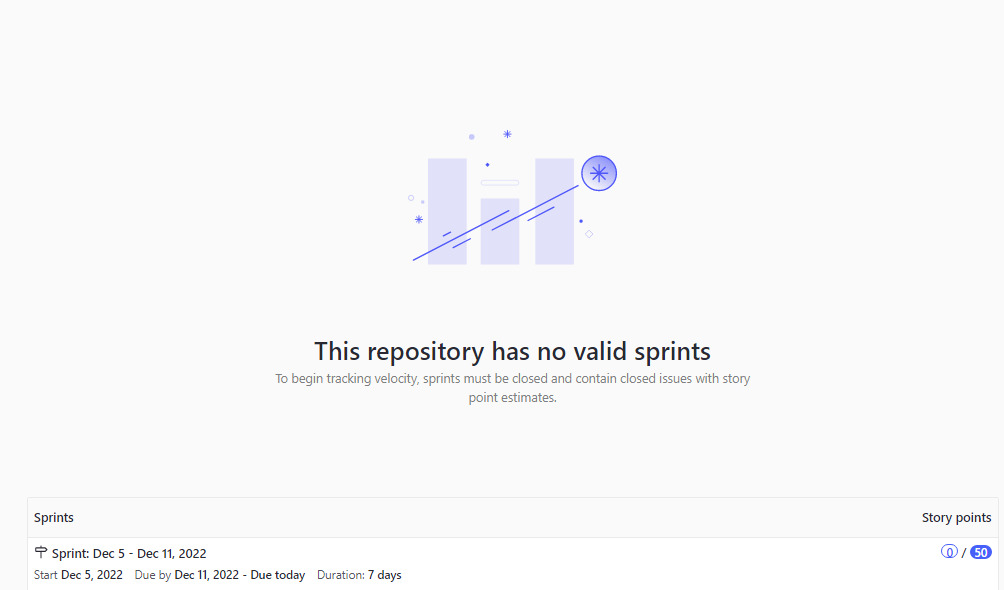 This repository has no valid sprints
To begin tracking velocity, sprints must be closed and contain closed issues with story
point estimates.
Sprints Story points
Sprint: Dec 5 - Dec 11, 2022 0 / 50
Start Dec 5, 2022 Due by Dec 11, 2022 - Due today Duration: 7 days